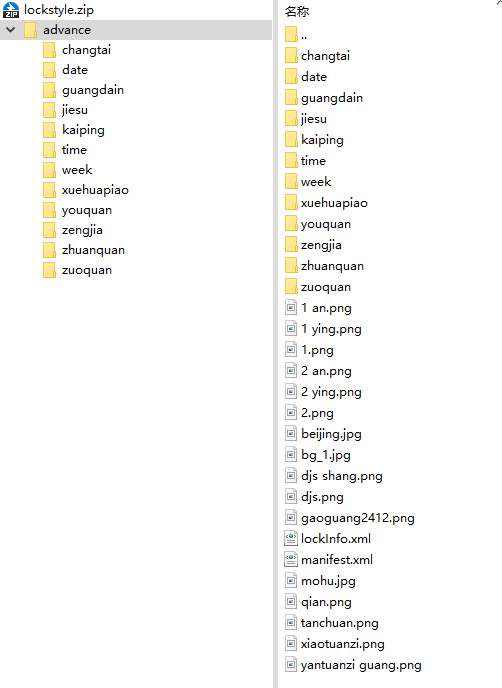 lockstyle.zip
advance
changtai
date
guangdain
jiesu
kaiping
time
week
xuehuapiao
youquan
zengjia
zhuanquan
zuoquan
名称
..
changtai
date
guangdain
jiesu
kaiping
time
week
xuehuapiao
youquan
zengjia
zhuanquan
zuoquan
1 an.png
1 ying.png
1.png
2 an.png
2 ying.png
2.png
beijing.jpg
bg_1.jpg
djs shang.png
djs.png
gaoguang2412.png
lockInfo.xml
manifest.xml
mohu.jpg
qian.png
tanchuan.png
xiaotuanzi.png
yantuanzi guang.png